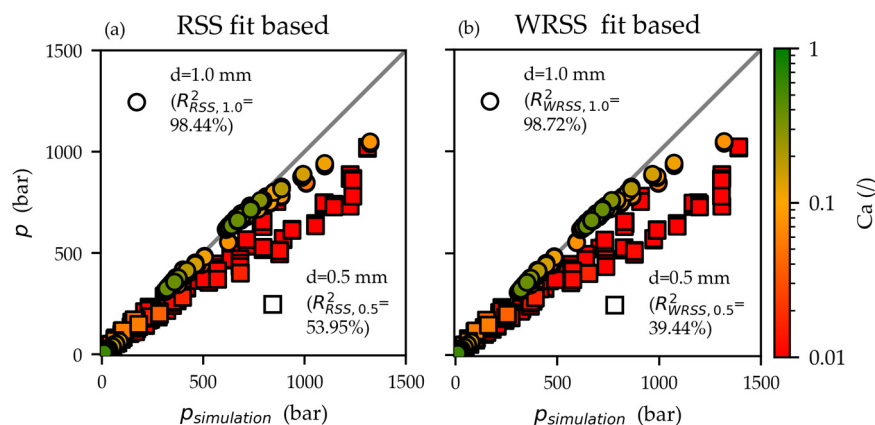 (a) RSS fit based
(b) WRSS fit based
1500
1000
500
0
p (bar)
d=1.0 mm
(R²RSS, 1.0=
98.44%)
d=0.5 mm
(R²RSS, 0.5=
53.95%)
0 500 1000 1500
psimulation (bar)
d=1.0 mm
(R²WRSS, 1.0=
98.72%)
d=0.5 mm
(R²WRSS, 0.5=
39.44%)
0 500 1000 1500
psimulation (bar)
1
0.1
0.01
Ca (/)